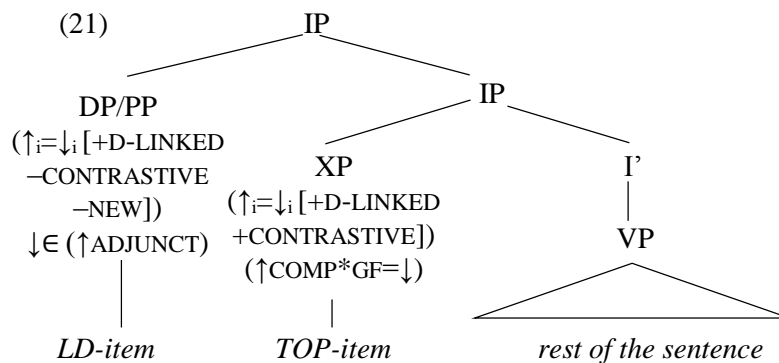 (21) IP
DP/PP IP
(↑ᵢ=↓ᵢ [+D-LINKED
–CONTRASTIVE XP I’
–NEW]) (↑ᵢ=↓ᵢ [+D-LINKED
↓∈ (↑ADJUNCT) +CONTRASTIVE]) VP
(↑COMP*GF=↓)
LD-item TOP-item rest of the sentence